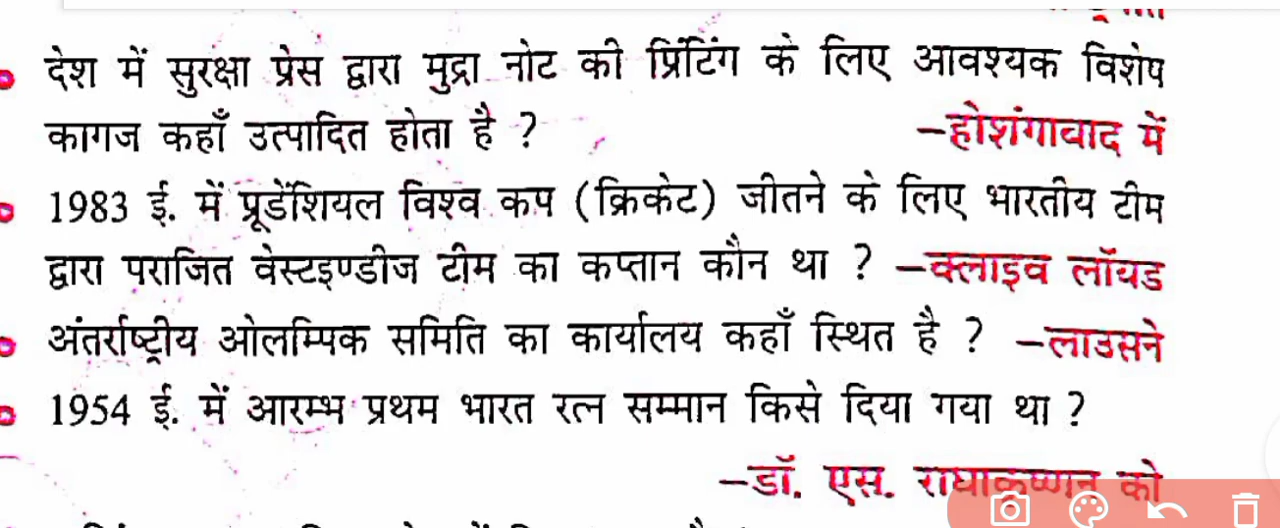 देश में सुरक्षा प्रेस द्वारा मुद्रा नोट की प्रिंटिंग के लिए आवश्यक विशेष
कागज कहाँ उत्पादित होता है ? –होशंगाबाद में
1983 ई. में प्रूडेंशियल विश्व कप (क्रिकेट) जीतने के लिए भारतीय टीम
द्वारा पराजित वेस्टइण्डीज टीम का कप्तान कौन था ? –क्लाइव लॉयड
अंतर्राष्ट्रीय ओलम्पिक समिति का कार्यालय कहाँ स्थित है ? –लाउसने
1954 ई. में आरम्भ प्रथम भारत रत्न सम्मान किसे दिया गया था ?
–डॉ. एस. राधाकृष्णन को